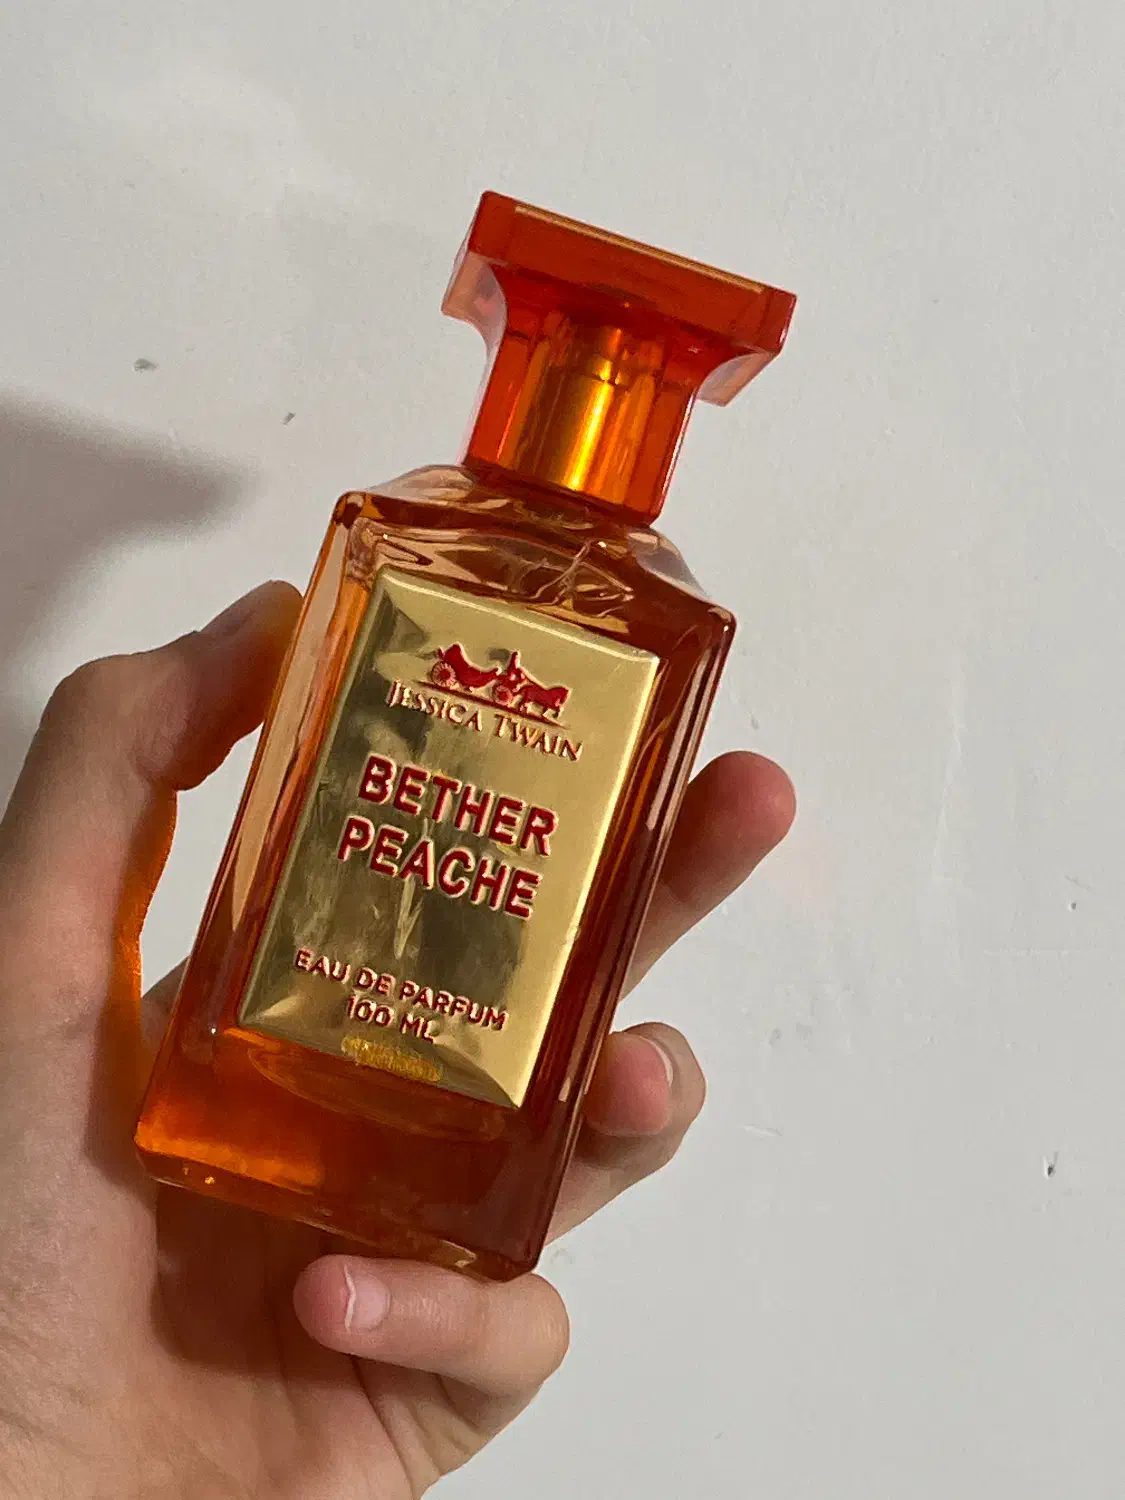 JESSICA TWAIN
BETHER
PEACHE
EAU DE PARFUM
100 ML